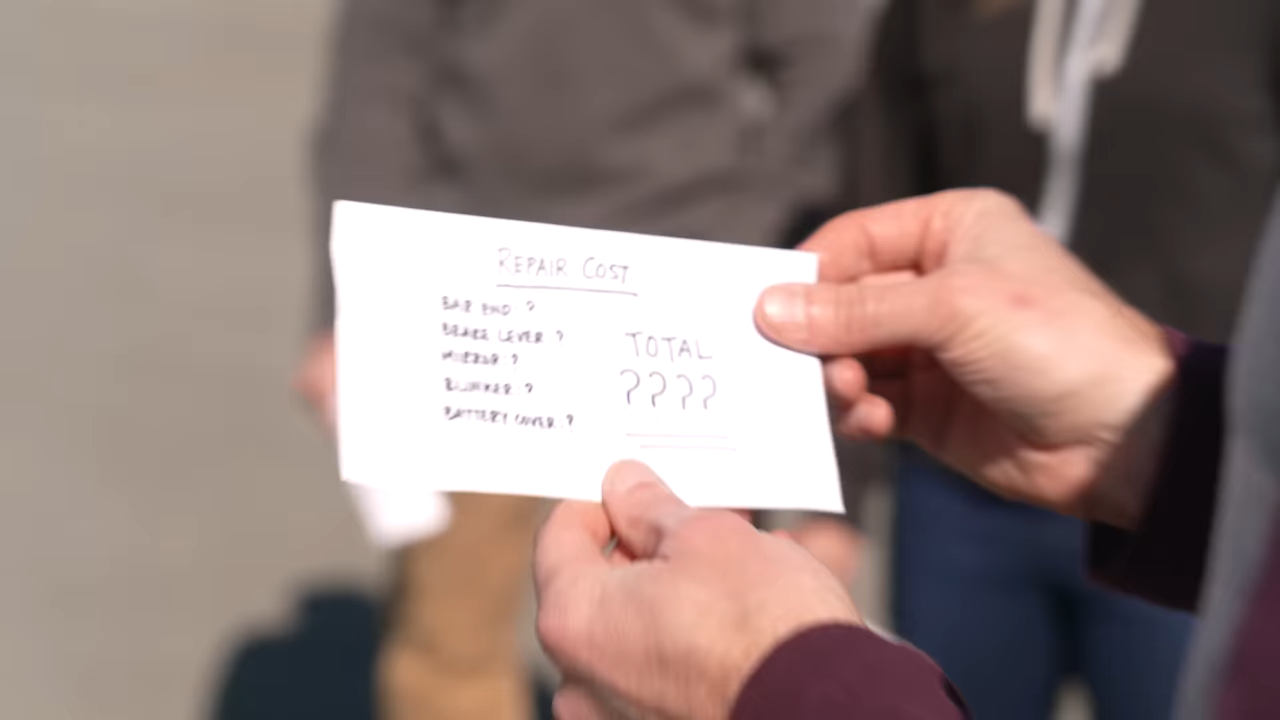 REPAIR COST
BAR END ?
BRAKE LEVER ?
MIRROR : ?
BLINKER : ?
BATTERY COVER : ?
TOTAL
????